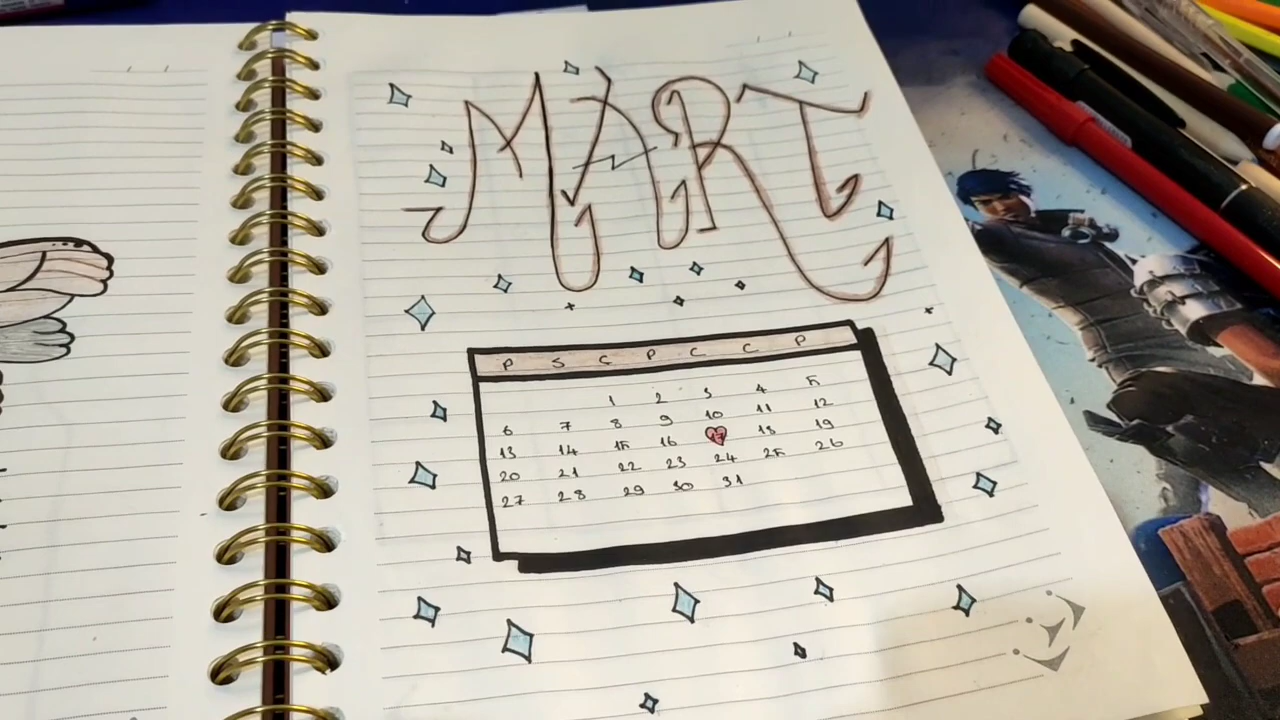 MART
P S C P C C P
1 2 3 4 5
6 7 8 9 10 11 12
13 14 15 16 17 18 19
20 21 22 23 24 25 26
27 28 29 30 31